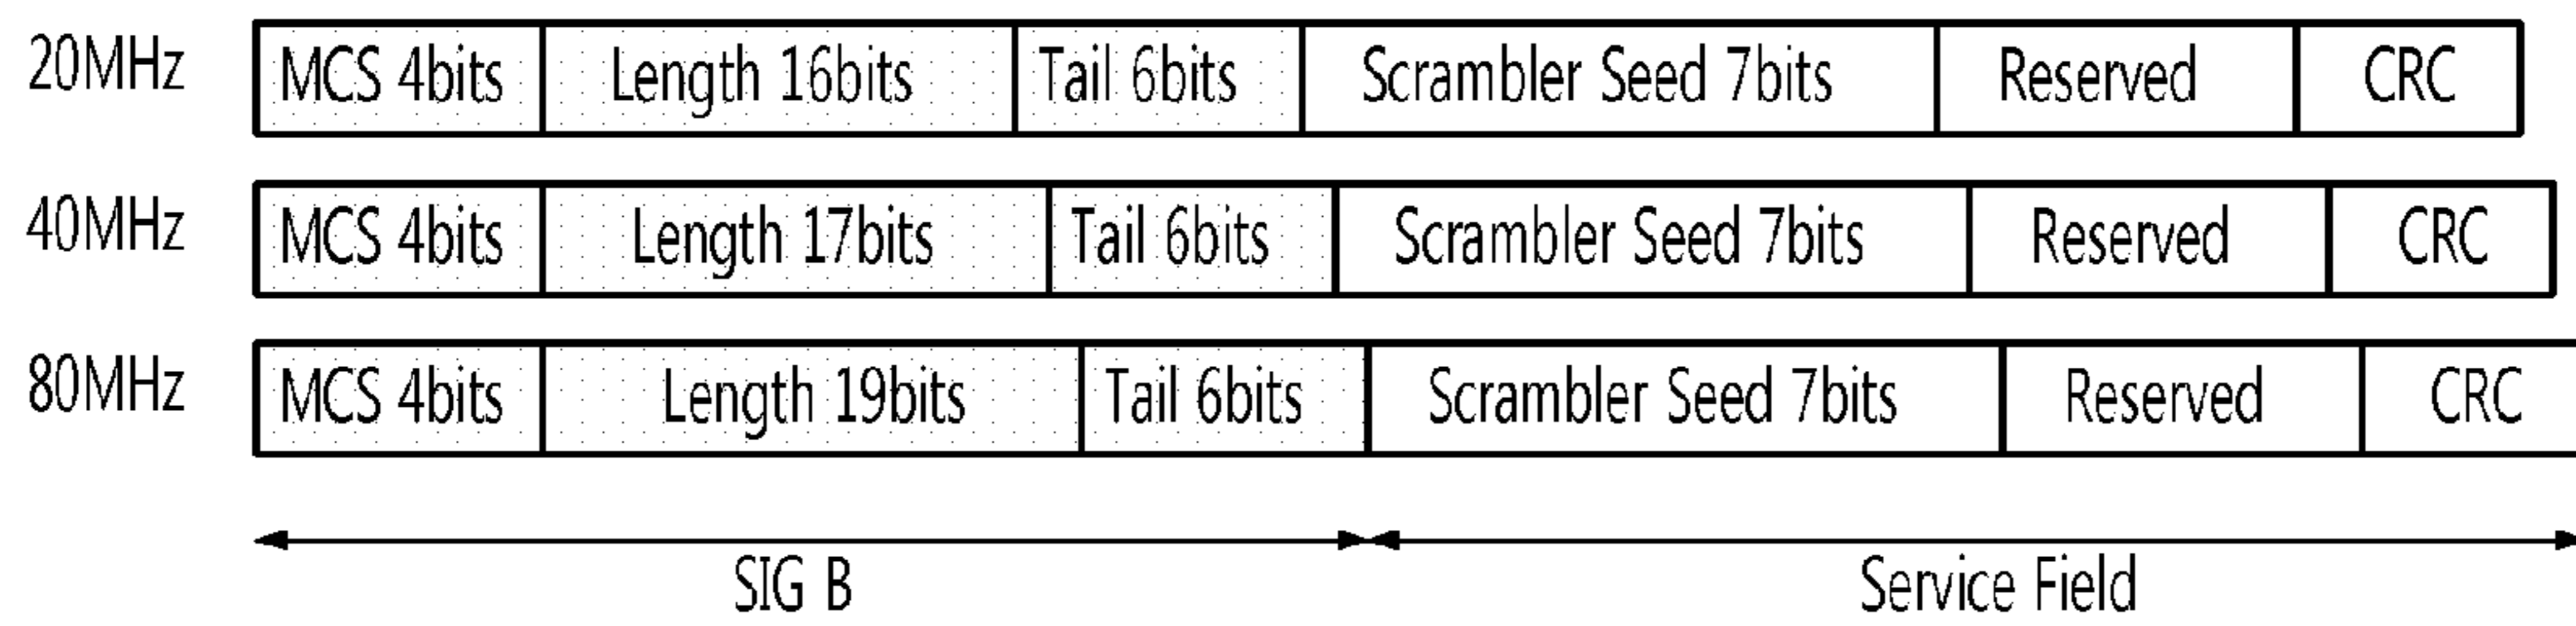 20MHz MCS 4bits Length 16bits Tail 6bits Scrambler Seed 7bits Reserved CRC
40MHz MCS 4bits Length 17bits Tail 6bits Scrambler Seed 7bits Reserved CRC
80MHz MCS 4bits Length 19bits Tail 6bits Scrambler Seed 7bits Reserved CRC
SIG B Service Field